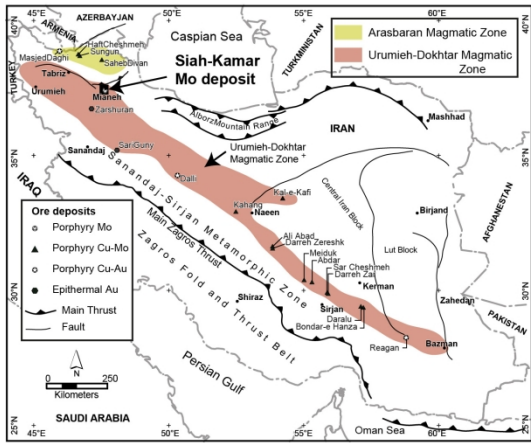 45°E
50°E
55°E
60°E
40°N
AZERBAYJAN
ARMENIA
HaftCheshmeh
Sungun
MasjedDaghi
SahebDivan
Caspian Sea
Siah-Kamar
Mo deposit
TURKMINISTAN
Arasbaran Magmatic
Zone
Urumieh-Dokhtar Magmatic
Zone
TURKEY
Tabriz
Urumieh
Mianeh
Zarshuran
AlborzMountain Range
Mashhad
IRAN
Urumieh-Dokhtar
Magmatic Zone
35°N
Sanandaj
Sari Guny
Dalli
IRAQ
Kal-e-Kafi
Kahang
Naeen
Central Iran Block
Birjand
Lut Block
AFGHANESTAN
Sanandaj-Sirjan Metamorphic Zone
Main Zagros Thrust
Zagros Fold and Thrust Belt
Ore deposits
Porphyry Mo
Porphyry Cu-Mo
Porphyry Cu-Au
Epithermal Au
Main Thrust
Fault
Ali Abad
Darreh Zereshk
Meiduk
Abdar
Sar Cheshmeh
Darreh Zai
Kerman
Shiraz
Sirjan
Daralu
Bondar-e Hanza
Zahedan
30°N
PAKISTAN
Reagan
Bazman
N
0
250
Kilometers
Persian Gulf
SAUDI ARABIA
Oman Sea
25°N
45°E
50°E
55°E
60°E